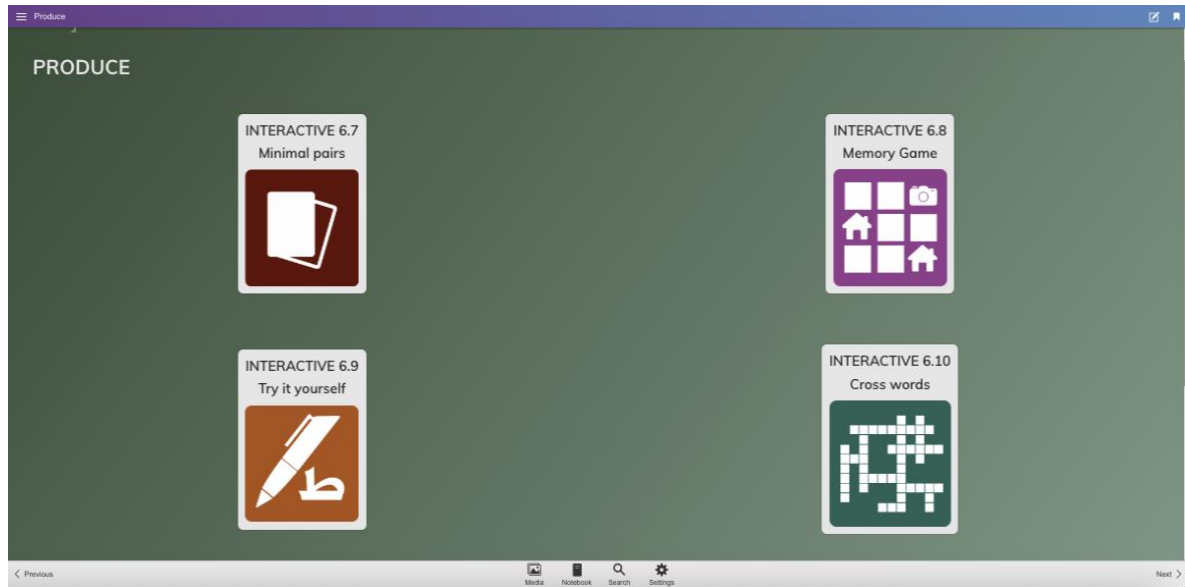 Produce
PRODUCE
INTERACTIVE 6.7
Minimal pairs
INTERACTIVE 6.8
Memory Game
INTERACTIVE 6.9
Try it yourself
ط
INTERACTIVE 6.10
Cross words
Previous
Media
Notebook
Search
Settings
Next